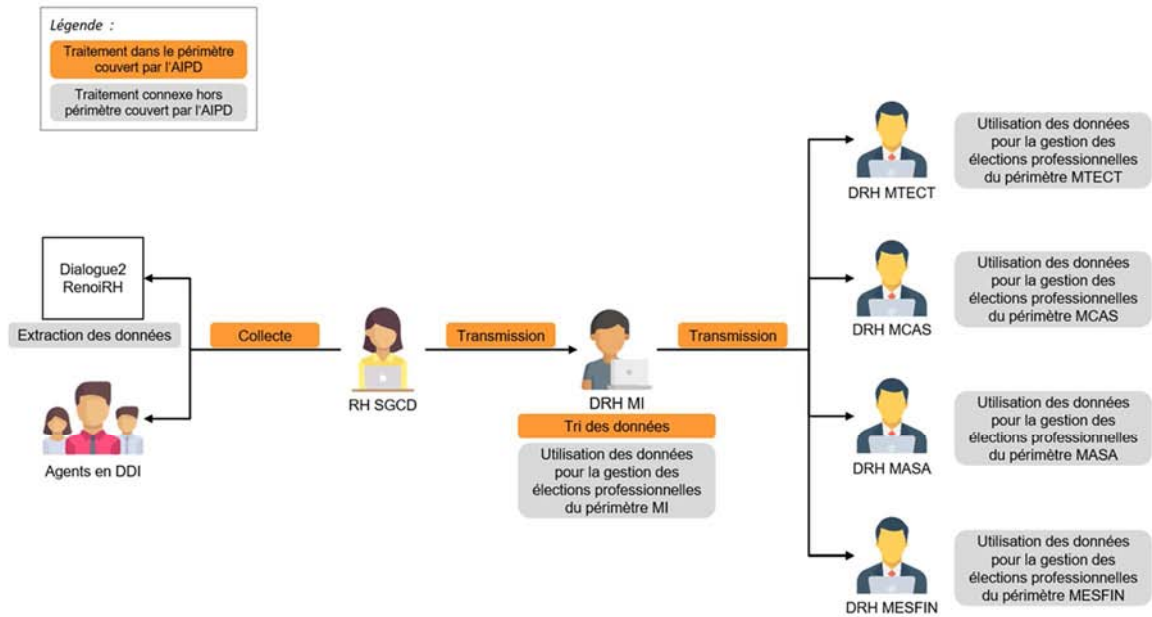 Légende :
Traitement dans le périmètre
couvert par l'AIPD
Traitement connexe hors
périmètre couvert par l'AIPD
Dialogue2
RenoiRH
Extraction des données
Agents en DDI
Collecte
RH SGCD
Transmission
DRH MI
Tri des données
Utilisation des données
pour la gestion des
élections professionnelles
du périmètre MI
Transmission
DRH MTECT
Utilisation des données
pour la gestion des
élections professionnelles
du périmètre MTECT
DRH MCAS
Utilisation des données
pour la gestion des
élections professionnelles
du périmètre MCAS
DRH MASA
Utilisation des données
pour la gestion des
élections professionnelles
du périmètre MASA
DRH MESFIN
Utilisation des données
pour la gestion des
élections professionnelles
du périmètre MESFIN